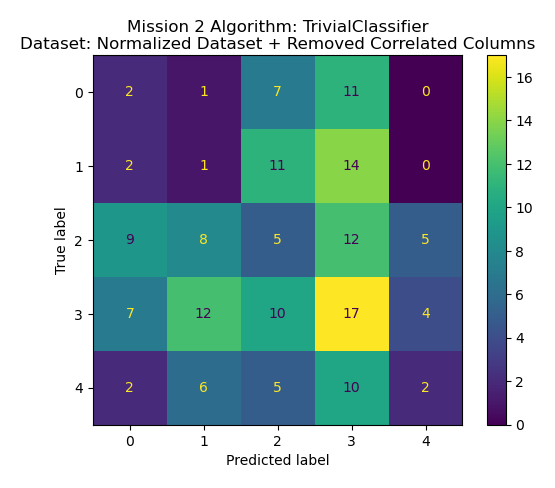 Mission 2 Algorithm: TrivialClassifier
Dataset: Normalized Dataset + Removed Correlated Columns
0 2 1 7 11 0
1 2 1 11 14 0
2 9 8 5 12 5
3 7 12 10 17 4
4 2 6 5 10 2
0 1 2 3 4
True label
Predicted label
16
14
12
10
8
6
4
2
0